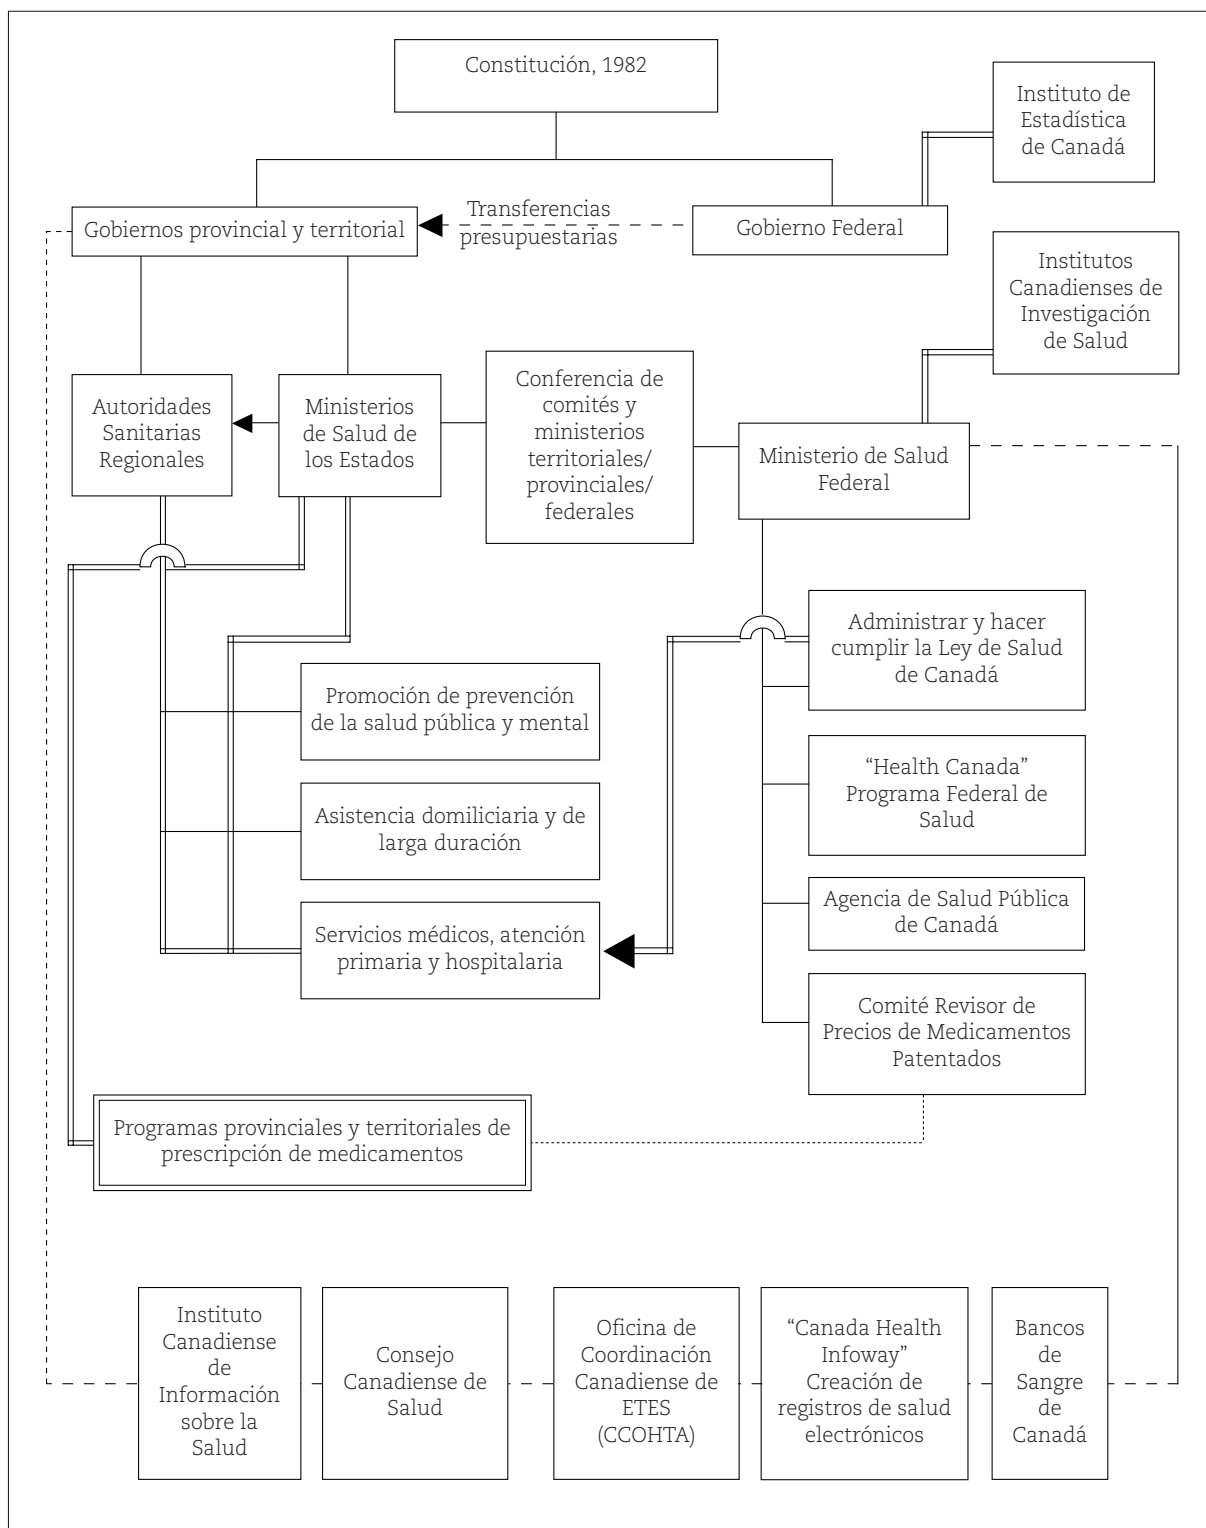 Constitución, 1982
Instituto de
Estadística
de Canadá
Gobiernos provincial y territorial
Transferencias
presupuestarias
Gobierno Federal
Institutos
Canadienses de
Investigación
de Salud
Autoridades
Sanitarias
Regionales
Ministerios
de Salud de
los Estados
Conferencia de
comités y
ministerios
territoriales/
provinciales/
federales
Ministerio de Salud
Federal
Administrar y hacer
cumplir la Ley de Salud
de Canadá
Promoción de prevención
de la salud pública y mental
“Health Canada”
Programa Federal de
Salud
Asistencia domiliciaria y de
larga duración
Agencia de Salud Pública
de Canadá
Servicios médicos, atención
primaria y hospitalaria
Comité Revisor de
Precios de Medicamentos
Patentados
Programas provinciales y territoriales de
prescripción de medicamentos
Instituto
Canadiense
de
Información
sobre la
Salud
Consejo
Canadiense de
Salud
Oficina de
Coordinación
Canadiense de
ETES
(CCOHTA)
“Canada Health
Infoway”
Creación de
registros de salud
electrónicos
Bancos
de
Sangre
de
Canadá